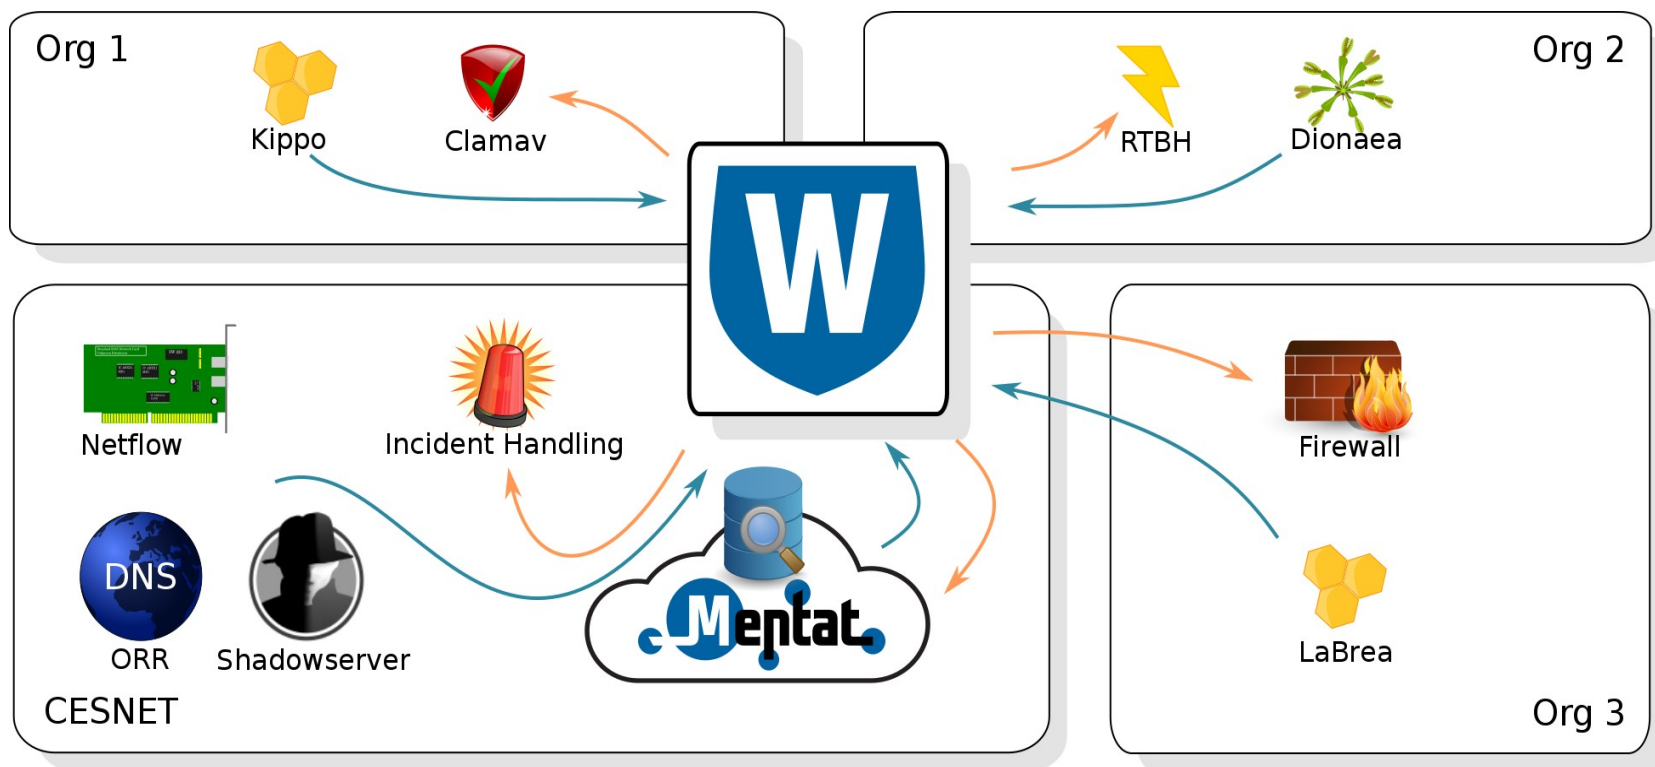 Org 1
Kippo
Clamav
Org 2
RTBH
Dionaea
W
Netflow
Incident Handling
DNS
ORR
Shadowserver
Mentat
CESNET
Firewall
LaBrea
Org 3